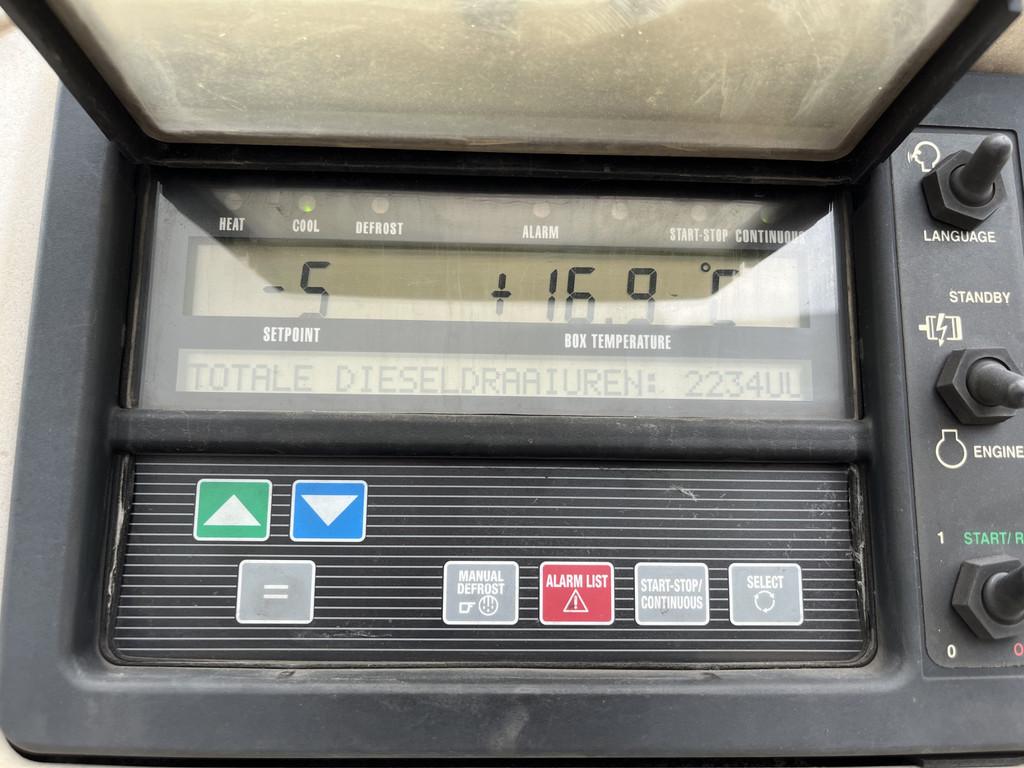 HEAT COOL DEFROST ALARM START-STOP CONTINUOUS
-5 +16.9 °C
SETPOINT BOX TEMPERATURE
TOTALE DIESELDRAAIUREN: 2234UU
LANGUAGE
STANDBY
ENGINE
1 START/R
0 O
MANUAL DEFROST
ALARM LIST
START-STOP/
CONTINUOUS
SELECT
=